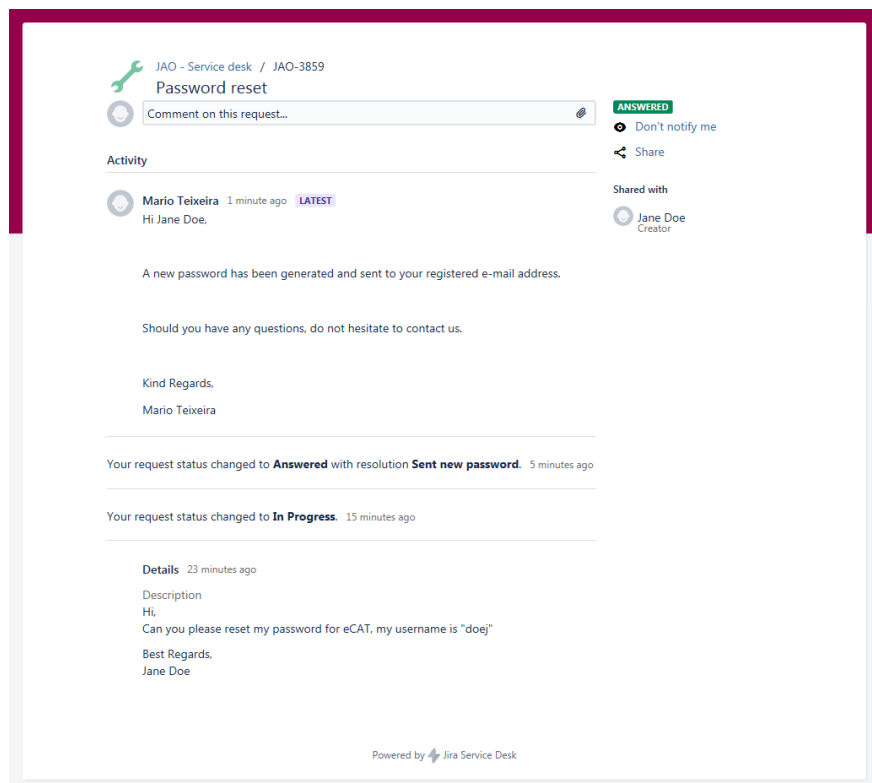 JAO - Service desk / JAO-3859
Password reset
Comment on this request...
ANSWERED
Don't notify me
Share
Shared with
Jane Doe
Creator
Activity
Mario Teixeira 1 minute ago LATEST
Hi Jane Doe,
A new password has been generated and sent to your registered e-mail address.
Should you have any questions, do not hesitate to contact us.
Kind Regards,
Mario Teixeira
Your request status changed to Answered with resolution Sent new password. 5 minutes ago
Your request status changed to In Progress. 15 minutes ago
Details 23 minutes ago
Description
Hi,
Can you please reset my password for eCAT, my username is "doej"
Best Regards,
Jane Doe
Powered by Jira Service Desk